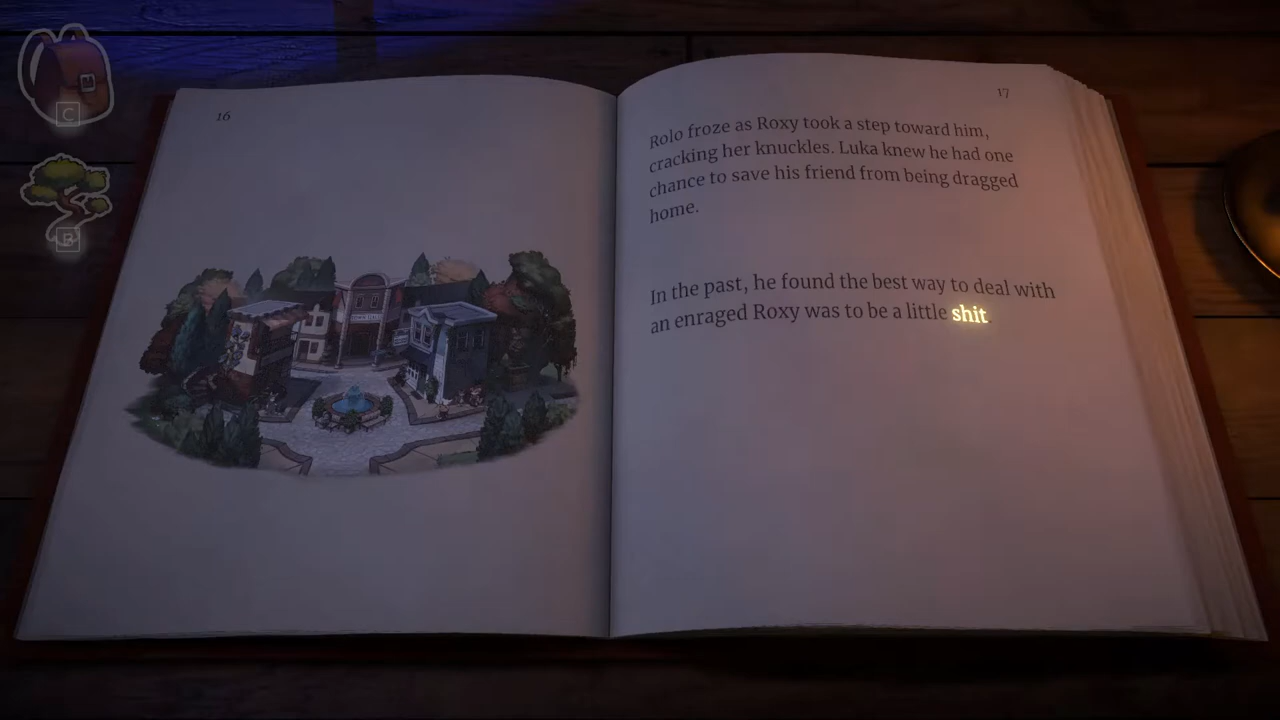 C
B
16
TOWN HALL
17
Rolo froze as Roxy took a step toward him,
cracking her knuckles. Luka knew he had one
chance to save his friend from being dragged
home.
In the past, he found the best way to deal with
an enraged Roxy was to be a little shit